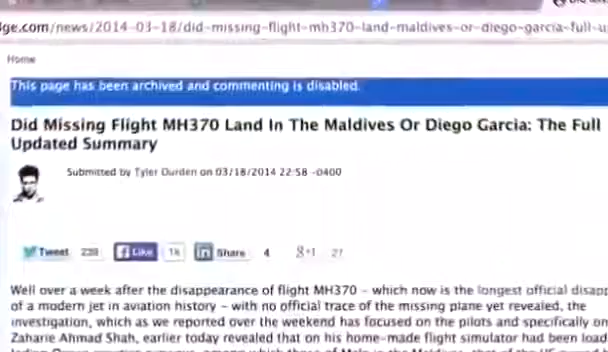 ge.com/news/2014-03-18/did-missing-flight-mh370-land-maldives-or-diego-garcia-full-u
Home
This page has been archived and commenting is disabled.
Did Missing Flight MH370 Land In The Maldives Or Diego Garcia: The Full
Updated Summary
Submitted by Tyler Durden on 03/18/2014 22:58 -0400
Tweet 239 Like 1k in Share 4 g+1 21
Well over a week after the disappearance of flight MH370 - which now is the longest official disapp
of a modern jet in aviation history - with no official trace of the missing plane yet revealed, the
investigation, which as we reported over the weekend has focused on the pilots and specifically on
Zaharie Ahmad Shah, earlier today revealed that on his home-made flight simulator had been load